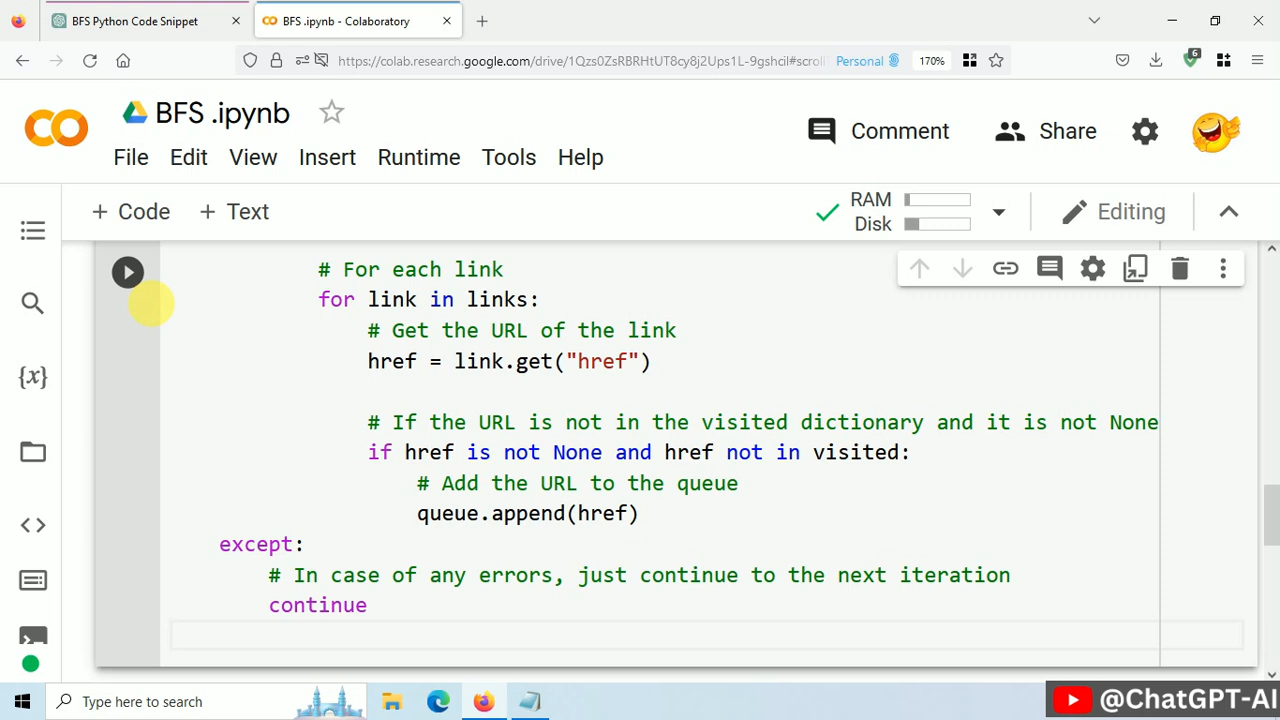 BFS Python Code Snippet
BFS .ipynb - Colaboratory
https://colab.research.google.com/drive/1Qzs0ZsRBRHtUT8cy8j2Ups1L-9gshcil#scroll
Personal
170%
6
BFS .ipynb
Comment
Share
File Edit View Insert Runtime Tools Help
+ Code + Text
RAM
Disk
Editing
# For each link
for link in links:
# Get the URL of the link
href = link.get("href")
# If the URL is not in the visited dictionary and it is not None
if href is not None and href not in visited:
# Add the URL to the queue
queue.append(href)
except:
# In case of any errors, just continue to the next iteration
continue
{x}
Type here to search
@ChatGPT-AI